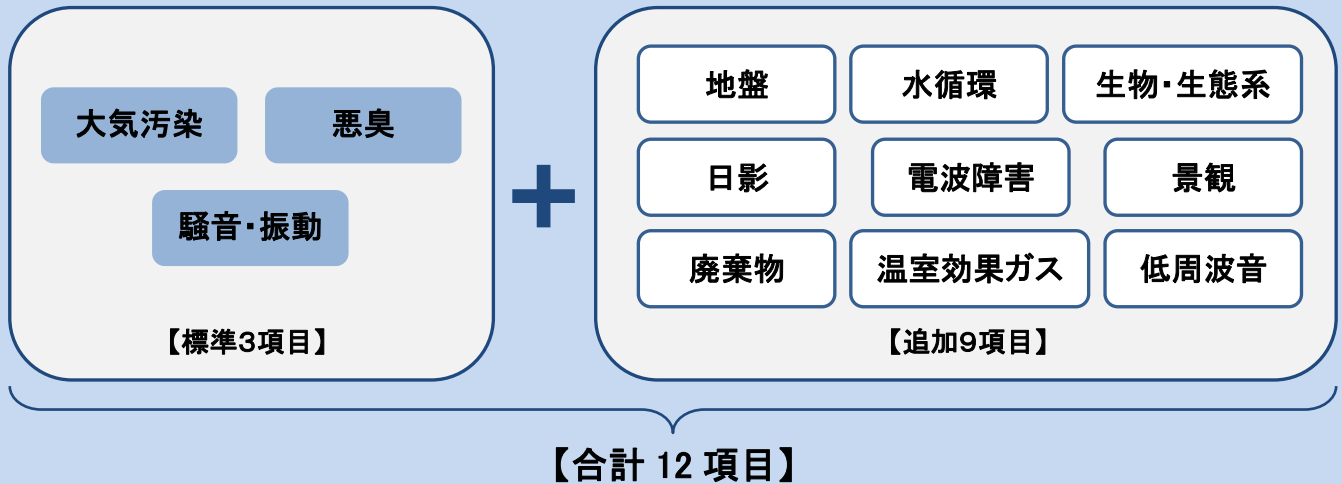 大気汚染
悪臭
騒音・振動
【標準3項目】
+
地盤
水循環
生物・生態系
日影
電波障害
景観
廃棄物
温室効果ガス
低周波音
【追加9項目】
【合計 12 項目】